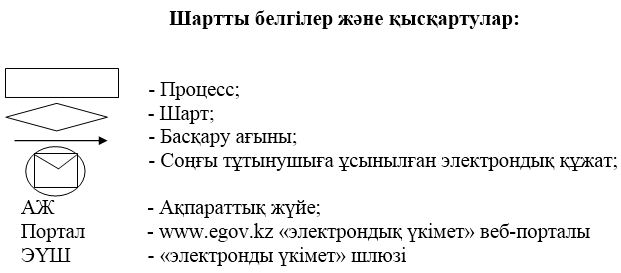 Шартты белгілер және қысқартулар:
- Процесс;
- Шарт;
- Басқару ағыны;
- Соңғы тұтынушыға ұсынылған электрондық құжат;
АЖ - Ақпараттық жүйе;
Портал - www.egov.kz «электрондық үкімет» веб-порталы
ЭҮШ - «электронды үкімет» шлюзі